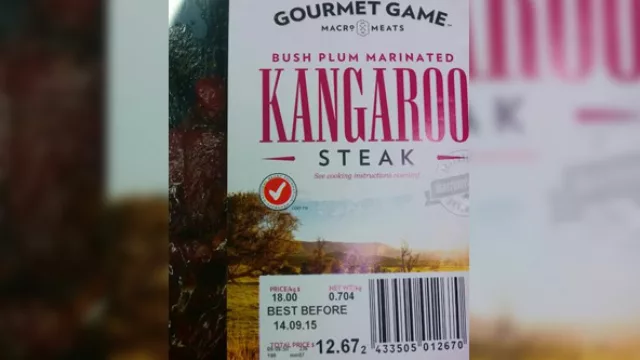 GOURMET GAME
MACRO MEATS
BUSH PLUM MARINATED
KANGAROO
STEAK
See cooking instructions overleaf
PRICE/kg $ NET WT/kg
18.00 0.704
BEST BEFORE
14.09.15
TOTAL PRICE $ 12.67
2 433505 012670